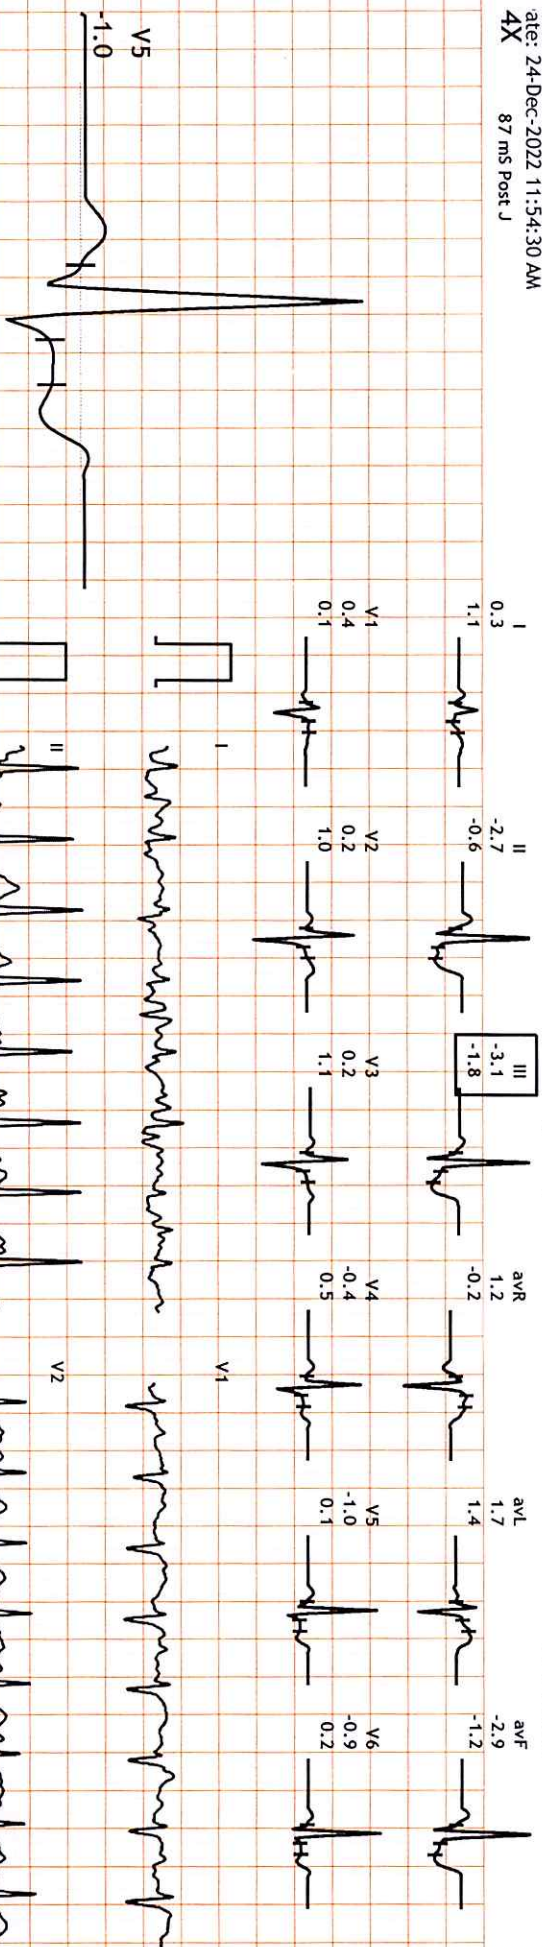 ate: 24-Dec-2022 11:54:30 AM
4X 87 mS Post J
V5
-1.0
I
0.3
1.1
II
-2.7
-0.6
III
-3.1
-1.8
avR
1.2
-0.2
avL
1.7
1.4
avF
-2.9
-1.2
V1
0.4
0.1
V2
0.2
1.0
V3
0.2
1.1
V4
-0.4
0.5
V5
-1.0
0.1
V6
-0.9
0.2
I
V1
II
V2